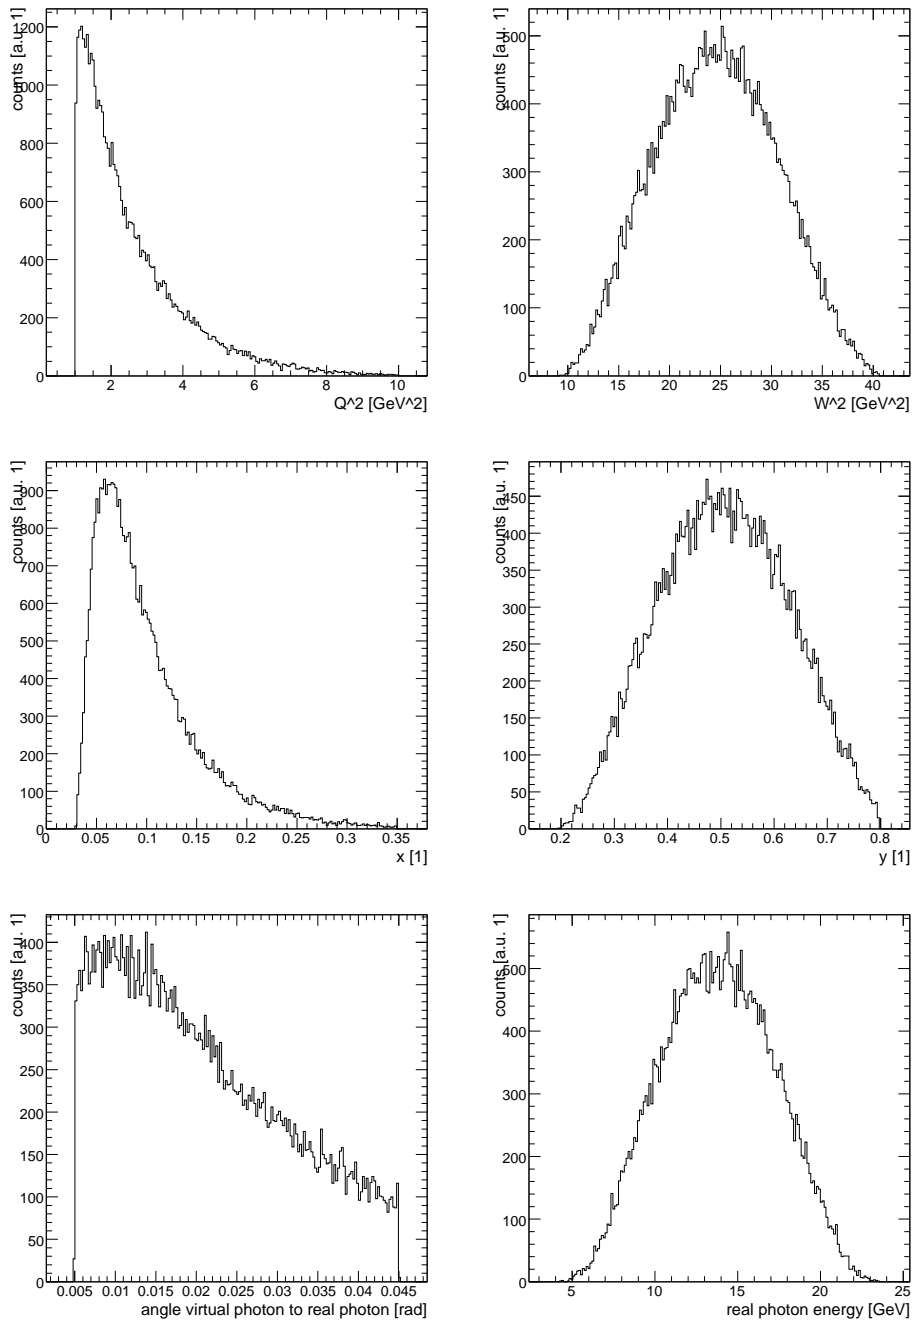 counts [a.u. 1]
1200
1000
800
600
400
200
0
2 4 6 8 10
Q^2 [GeV^2]
counts [a.u. 1]
500
400
300
200
100
0
10 15 20 25 30 35 40
W^2 [GeV^2]
counts [a.u. 1]
900
800
700
600
500
400
300
200
100
0
0 0.05 0.1 0.15 0.2 0.25 0.3 0.35
x [1]
counts [a.u. 1]
450
400
350
300
250
200
150
100
50
0
0.2 0.3 0.4 0.5 0.6 0.7 0.8
y [1]
counts [a.u. 1]
400
350
300
250
200
150
100
50
0
0.005 0.01 0.015 0.02 0.025 0.03 0.035 0.04 0.045
angle virtual photon to real photon [rad]
counts [a.u. 1]
500
400
300
200
100
0
5 10 15 20 25
real photon energy [GeV]